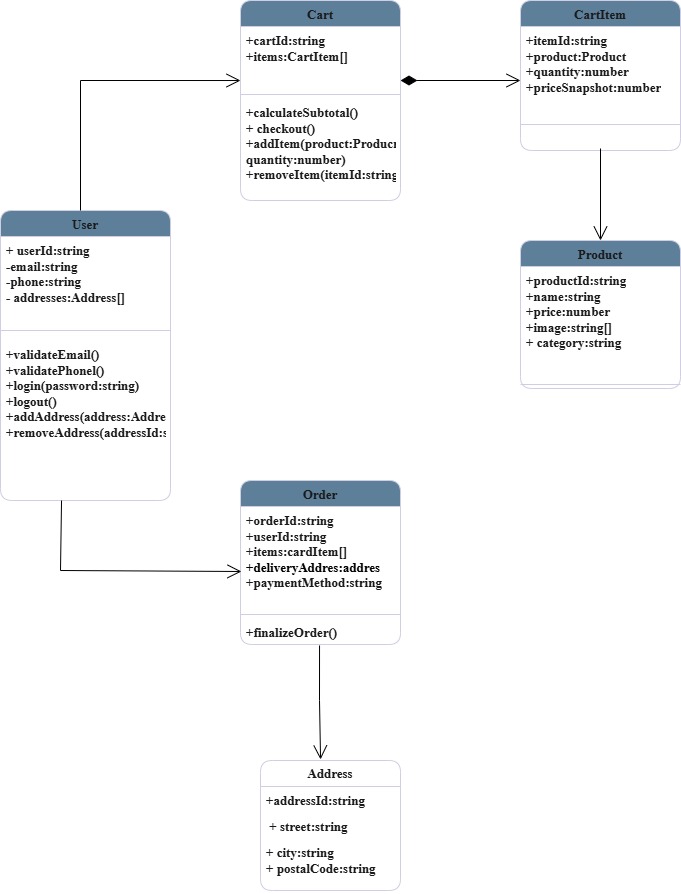 Cart
+cartId:string
+items:CartItem[]
+calculateSubtotal()
+ checkout()
+addItem(product:Product
quantity:number)
+removeItem(itemId:string
CartItem
+itemId:string
+product:Product
+quantity:number
+priceSnapshot:number
User
+ userId:string
-email:string
-phone:string
- addresses:Address[]
+validateEmail()
+validatePhonel()
+login(password:string)
+logout()
+addAddress(address:Addre
+removeAddress(addressId:s
Product
+productId:string
+name:string
+price:number
+image:string[]
+ category:string
Order
+orderId:string
+userId:string
+items:cardItem[]
+deliveryAddres:addres
+paymentMethod:string
+finalizeOrder()
Address
+addressId:string
+ street:string
+ city:string
+ postalCode:string